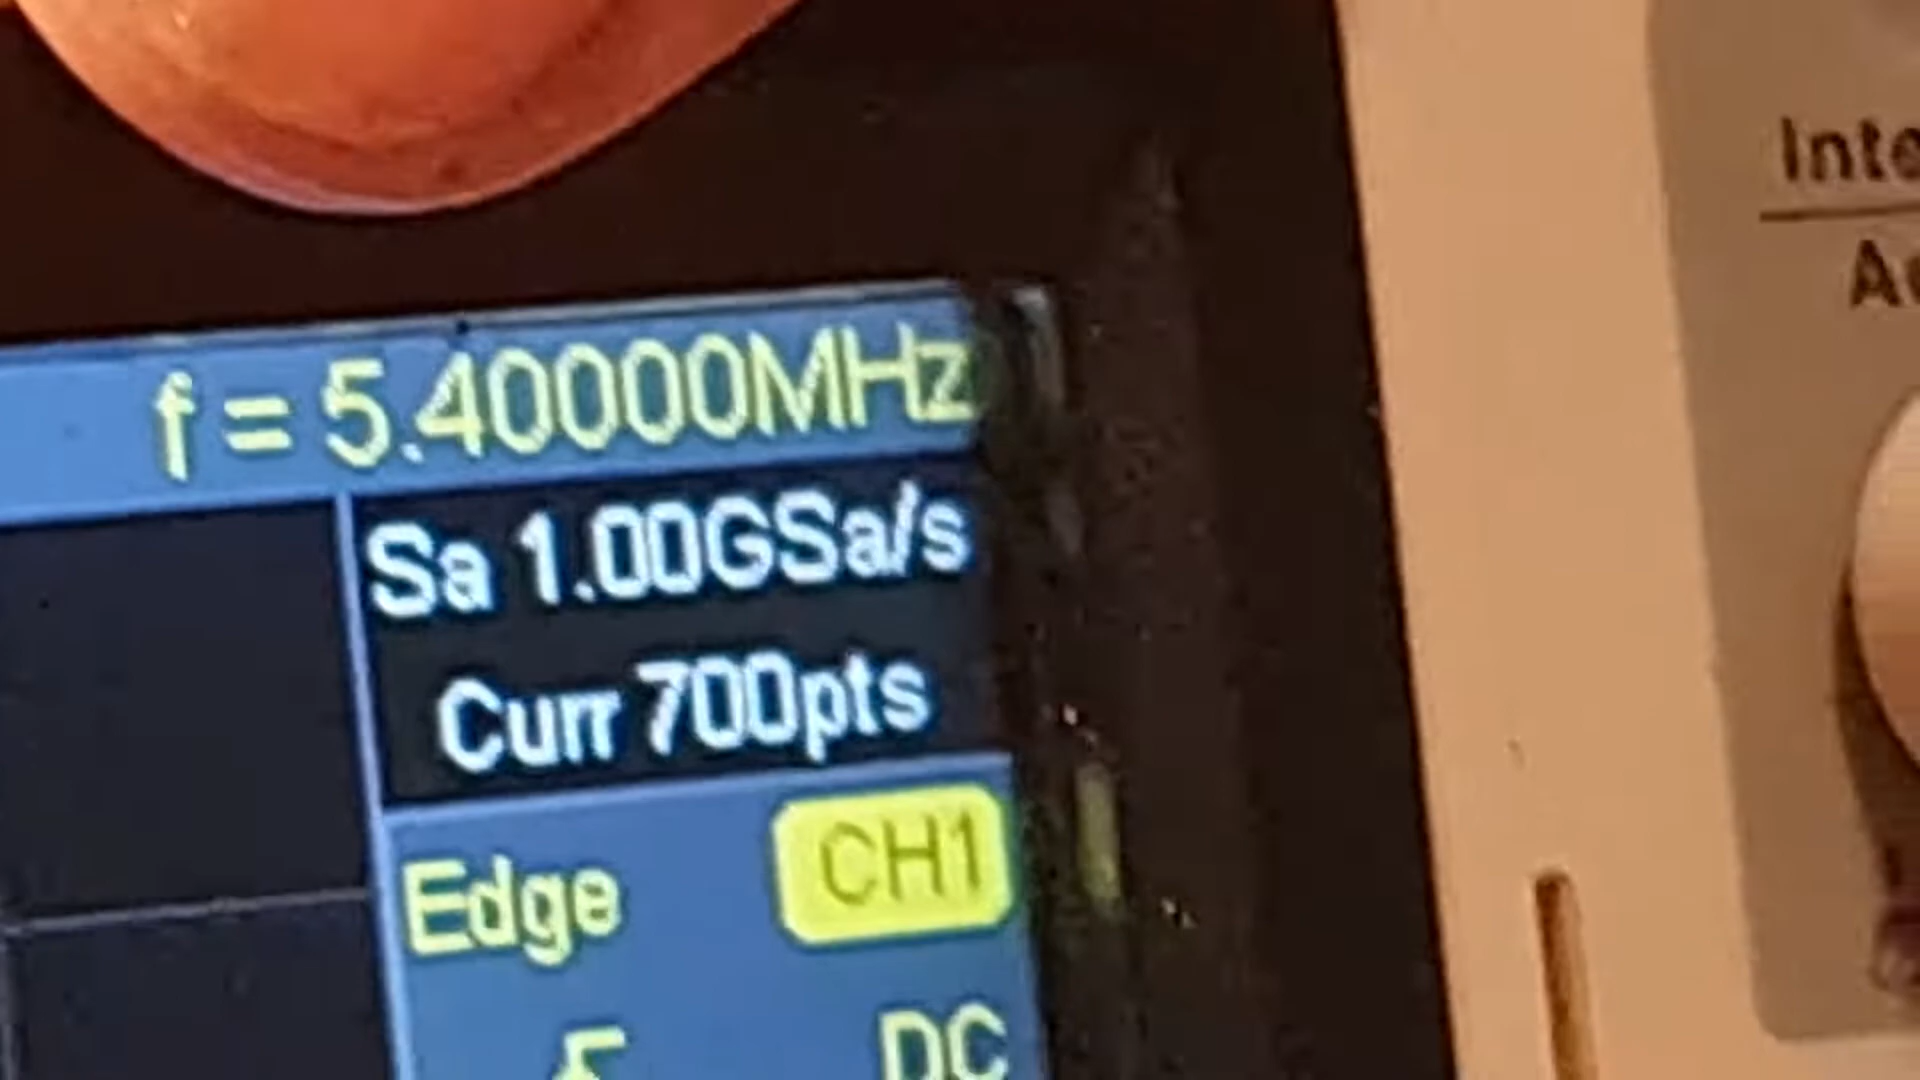 f = 5.40000MHz
Sa 1.00GSa/s
Curr 700pts
Edge CH1
DC
Inte